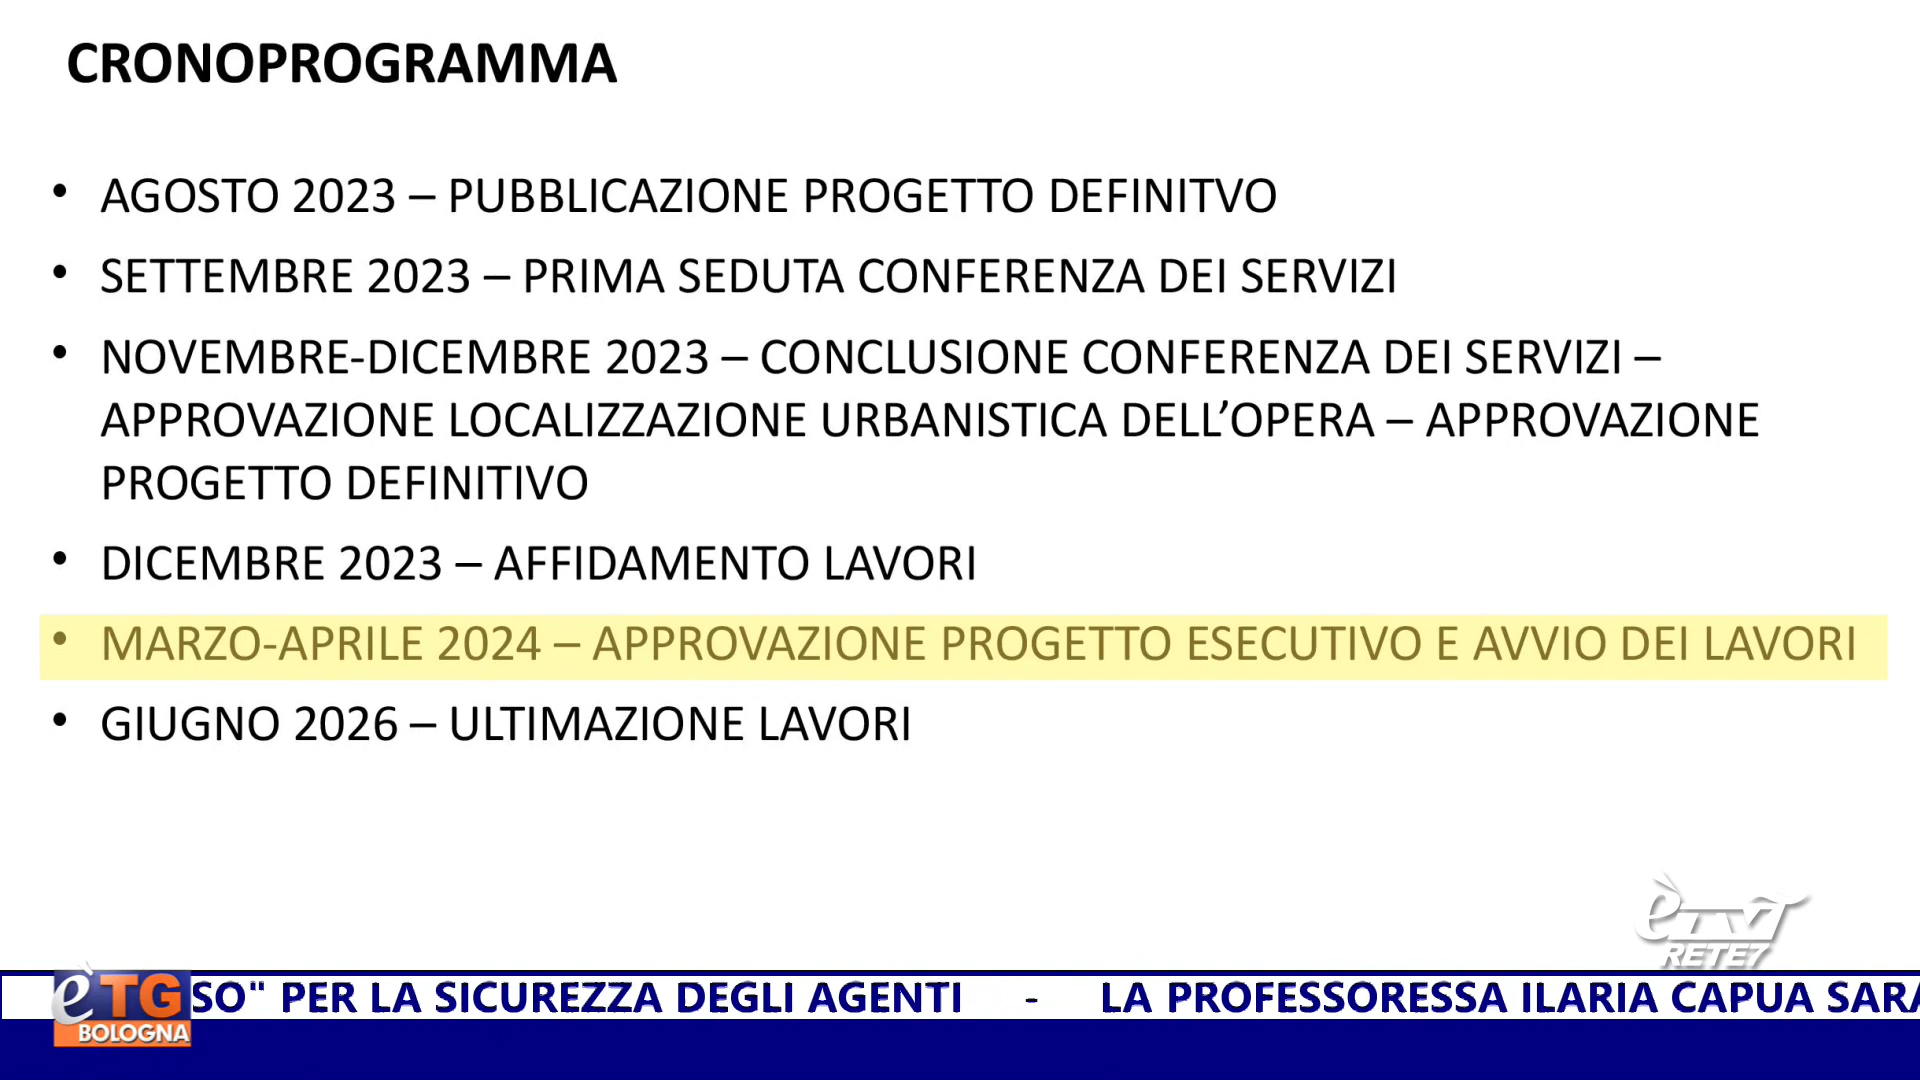 CRONOPROGRAMMA
• AGOSTO 2023 – PUBBLICAZIONE PROGETTO DEFINITVO
• SETTEMBRE 2023 – PRIMA SEDUTA CONFERENZA DEI SERVIZI
• NOVEMBRE-DICEMBRE 2023 – CONCLUSIONE CONFERENZA DEI SERVIZI –
APPROVAZIONE LOCALIZZAZIONE URBANISTICA DELL’OPERA – APPROVAZIONE
PROGETTO DEFINITIVO
• DICEMBRE 2023 – AFFIDAMENTO LAVORI
• MARZO-APRILE 2024 – APPROVAZIONE PROGETTO ESECUTIVO E AVVIO DEI LAVORI
• GIUGNO 2026 – ULTIMAZIONE LAVORI
è TV
RETE7
è TG
BOLOGNA
SO" PER LA SICUREZZA DEGLI AGENTI - LA PROFESSORESSA ILARIA CAPUA SARA